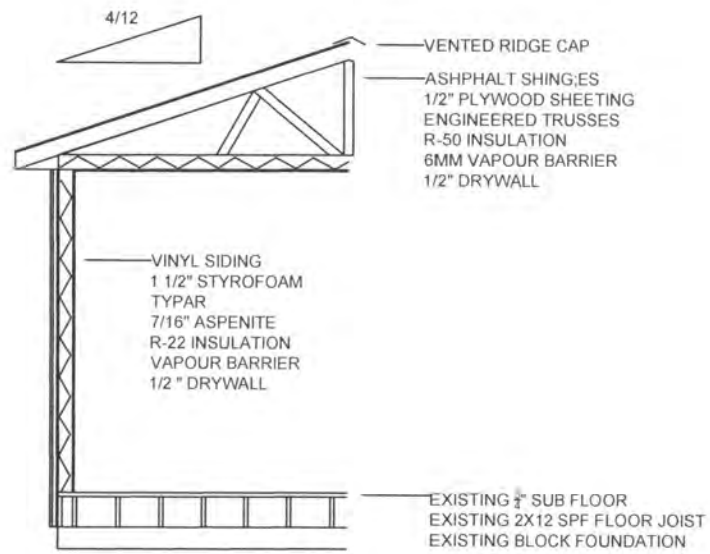 4/12
VENTED RIDGE CAP
ASHPHALT SHING;ES
1/2" PLYWOOD SHEETING
ENGINEERED TRUSSES
R-50 INSULATION
6MM VAPOUR BARRIER
1/2" DRYWALL
VINYL SIDING
1 1/2" STYROFOAM
TYPAR
7/16" ASPENITE
R-22 INSULATION
VAPOUR BARRIER
1/2 " DRYWALL
EXISTING SUB FLOOR
EXISTING 2X12 SPF FLOOR JOIST
EXISTING BLOCK FOUNDATION